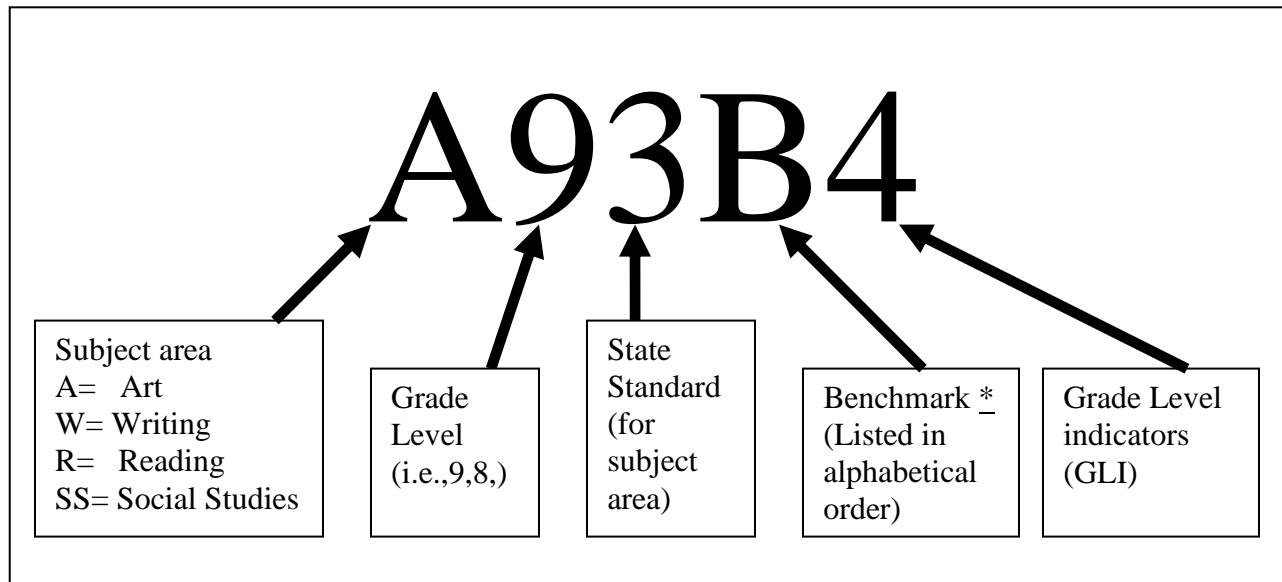 A93B4
Subject area
A= Art
W= Writing
R= Reading
SS= Social Studies
Grade
Level
(i.e.,9,8,)
State
Standard
(for
subject
area)
Benchmark *
(Listed in
alphabetical
order)
Grade Level
indicators
(GLI)